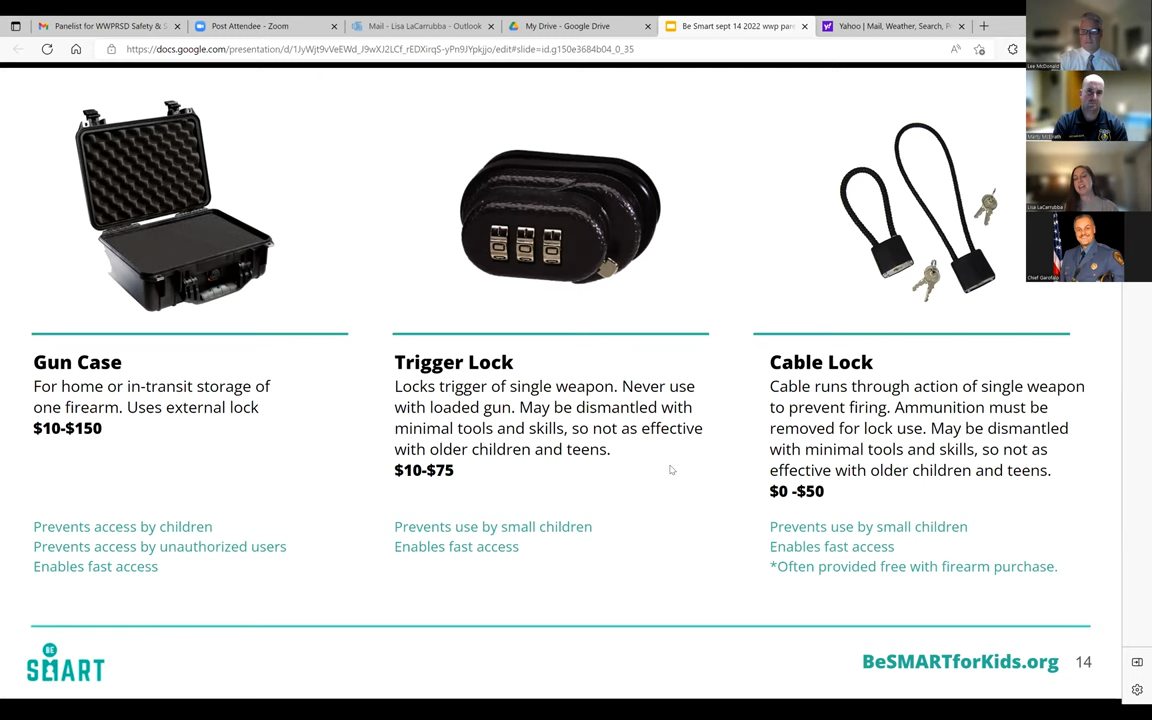 Panelist for WWPRSD Safety & S
Post Attendee - Zoom
Mail - Lisa LaCarrubba - Outlook
My Drive - Google Drive
Be Smart sept 14 2022 wwp pare
Yahoo | Mail, Weather, Search, P
https://docs.google.com/presentation/d/1JyWjt9vVeEWd_J9wXJ2LCf_rEDXirqS-yPn9JYpkjjo/edit#slide=id.g150e3684b04_0_35
Lee McDonald
Lisa LaCarrubba
Chief Garofalo
Gun Case
For home or in-transit storage of
one firearm. Uses external lock
$10-$150
Prevents access by children
Prevents access by unauthorized users
Enables fast access
Trigger Lock
Locks trigger of single weapon. Never use
with loaded gun. May be dismantled with
minimal tools and skills, so not as effective
with older children and teens.
$10-$75
Prevents use by small children
Enables fast access
Cable Lock
Cable runs through action of single weapon
to prevent firing. Ammunition must be
removed for lock use. May be dismantled
with minimal tools and skills, so not as
effective with older children and teens.
$0 -$50
Prevents use by small children
Enables fast access
*Often provided free with firearm purchase.
BE
SMART
BeSMARTforKids.org
14